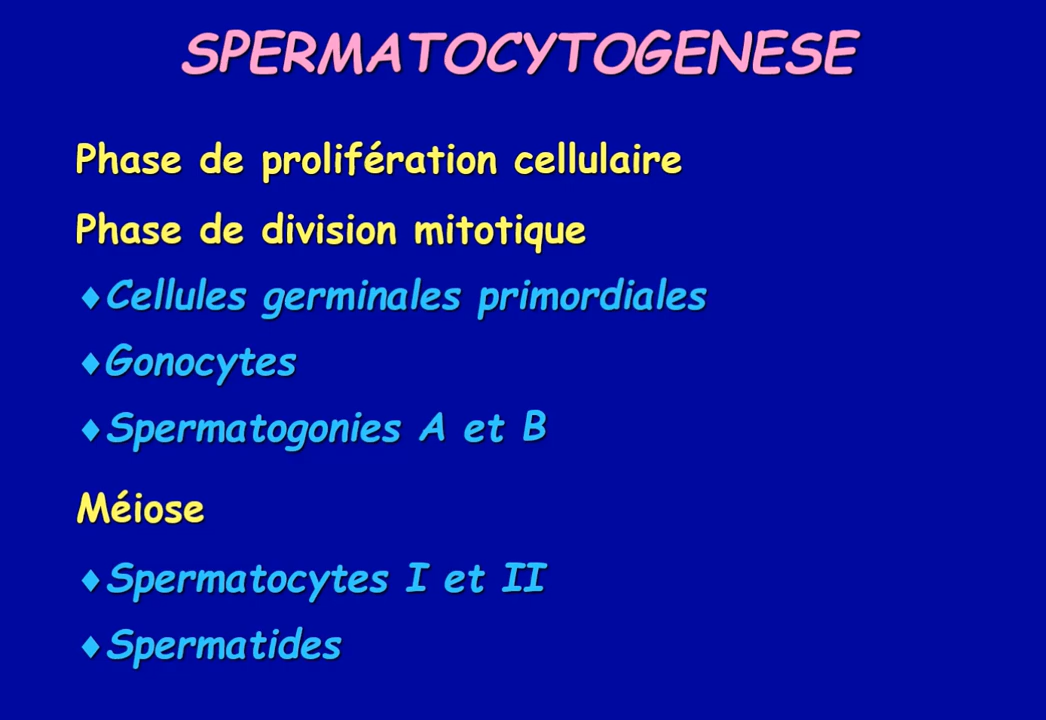 SPERMATOCYTOGENESE
Phase de prolifération cellulaire
Phase de division mitotique
♦Cellules germinales primordiales
♦Gonocytes
♦Spermatogonies A et B
Méiose
♦Spermatocytes I et II
♦Spermatides